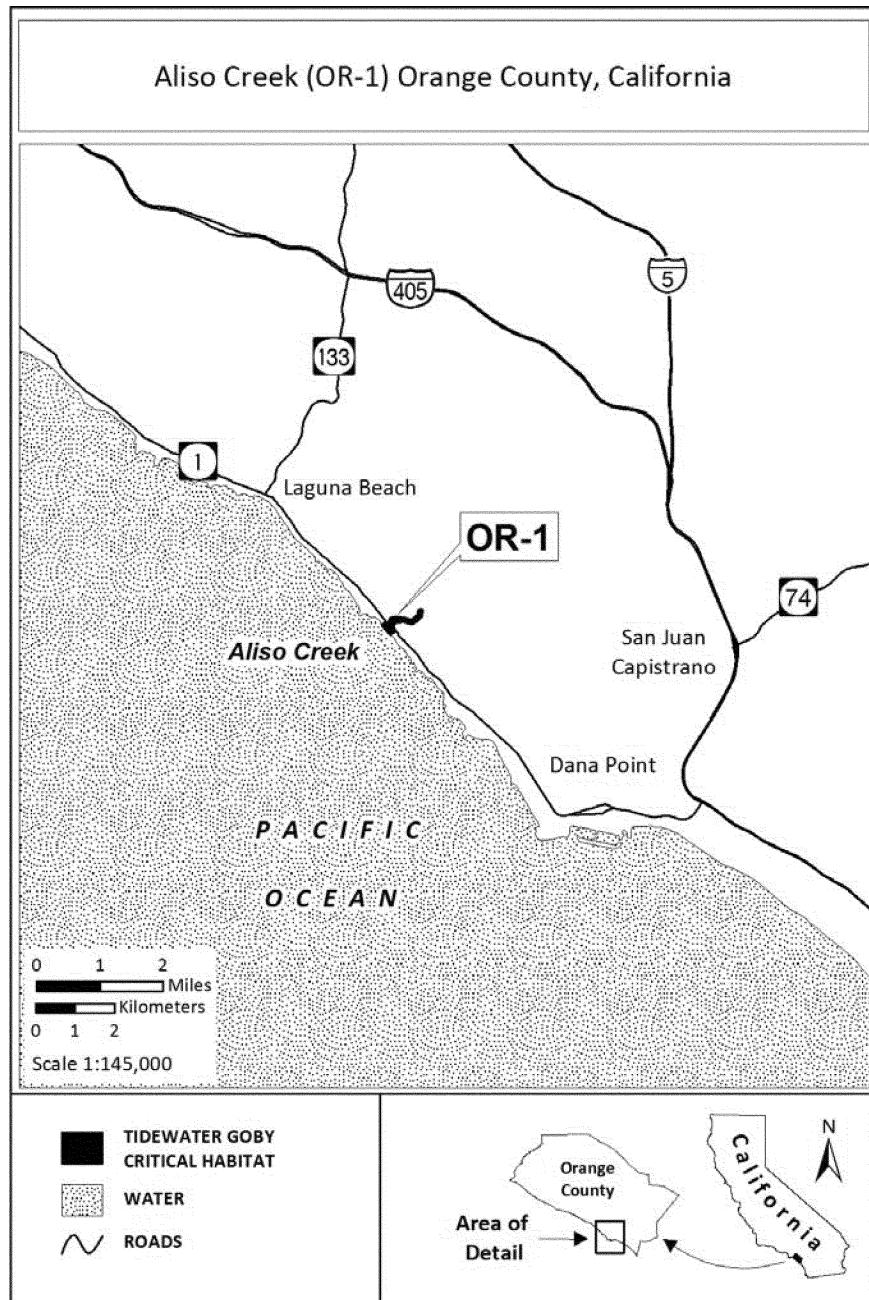 Aliso Creek (OR-1) Orange County, California
405
5
133
1
Laguna Beach
OR-1
74
Aliso Creek
San Juan
Capistrano
Dana Point
PACIFIC
OCEAN
0 1 2
Miles
Kilometers
0 1 2
Scale 1:145,000
TIDEWATER GOBY
CRITICAL HABITAT
WATER
ROADS
Orange
County
Area of
Detail
California
N